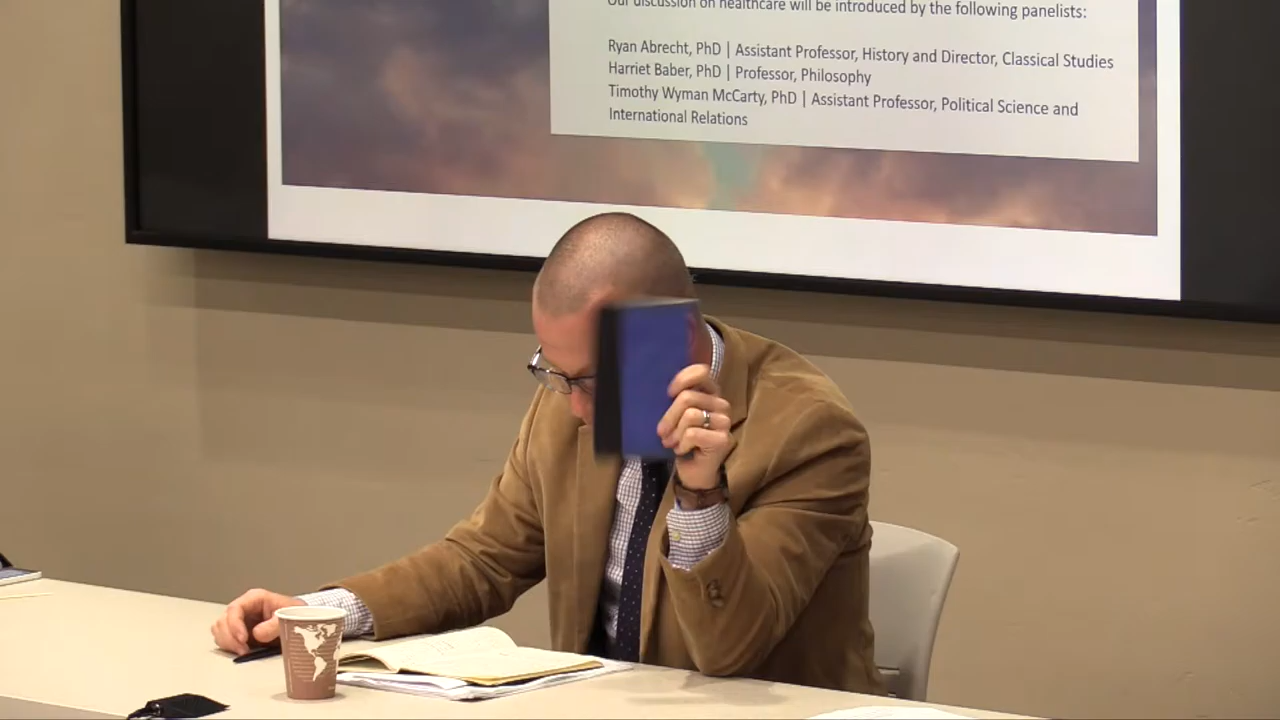 Our discussion on healthcare will be introduced by the following panelists:
Ryan Abrecht, PhD | Assistant Professor, History and Director, Classical Studies
Harriet Baber, PhD | Professor, Philosophy
Timothy Wyman McCarty, PhD | Assistant Professor, Political Science and
International Relations